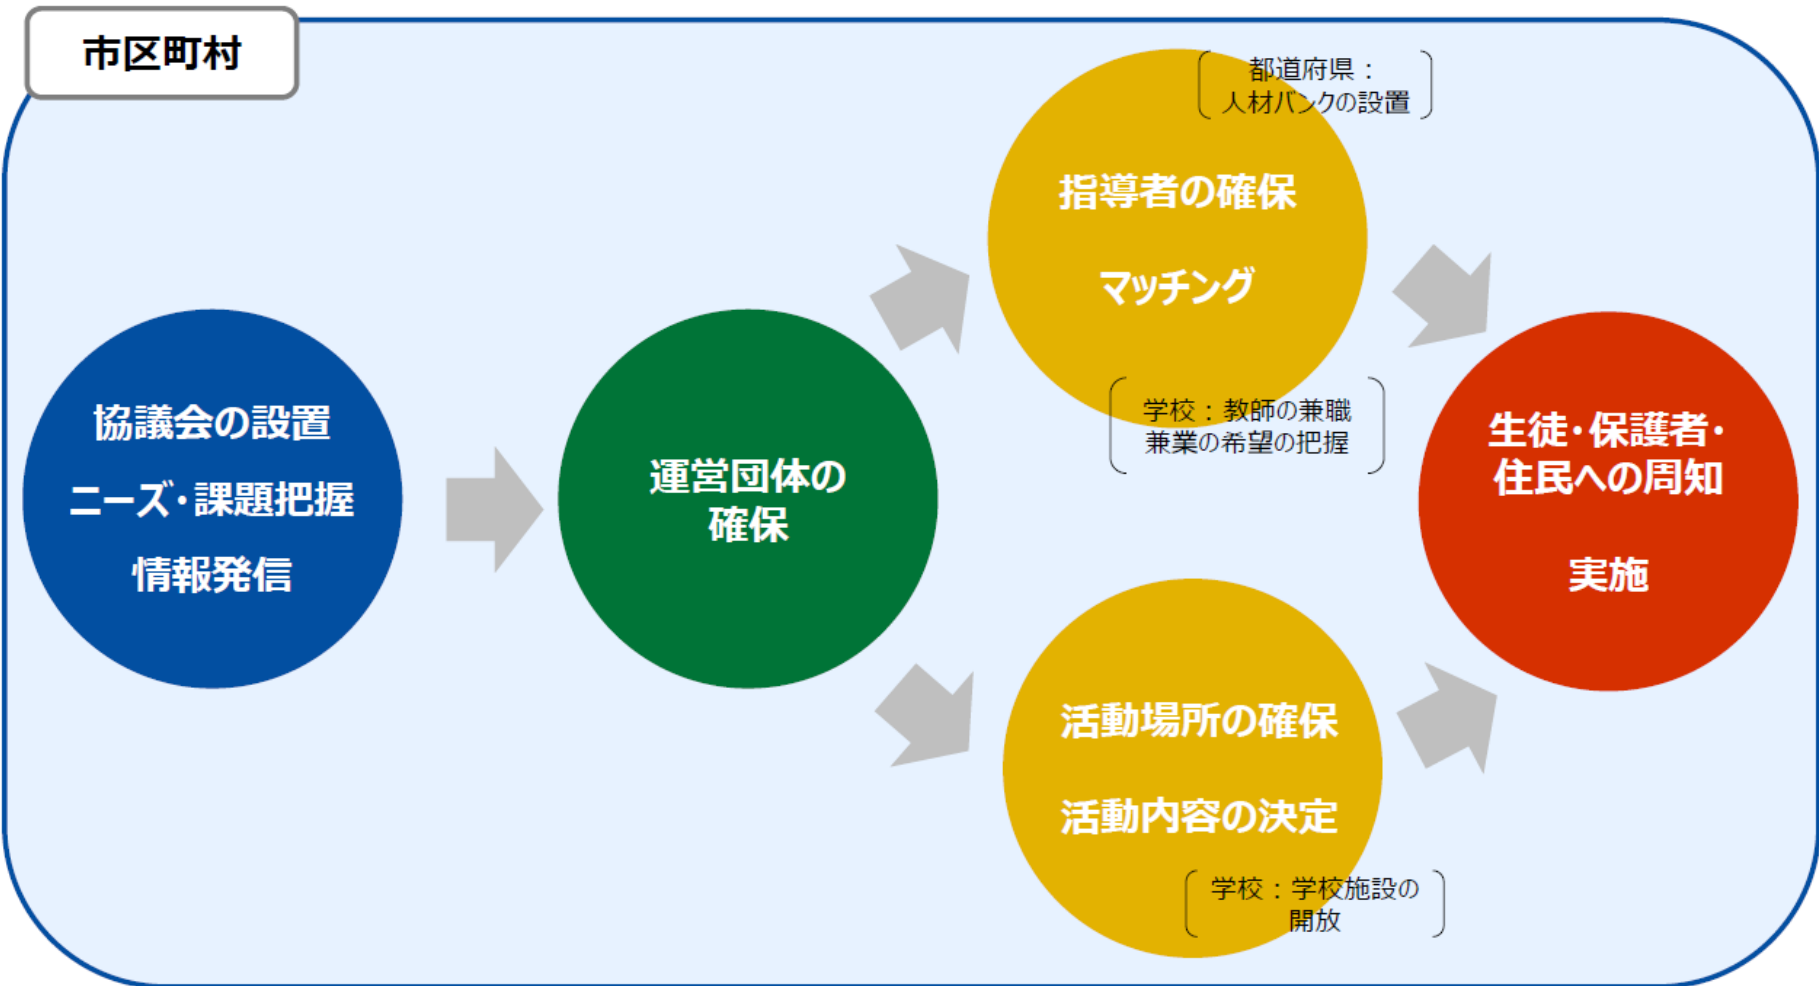 市区町村
協議会の設置
ニーズ・課題把握
情報発信
運営団体の
確保
都道府県：
人材バンクの設置
指導者の確保
マッチング
学校：教師の兼職
兼業の希望の把握
活動場所の確保
活動内容の決定
学校：学校施設の
開放
生徒・保護者・
住民への周知
実施